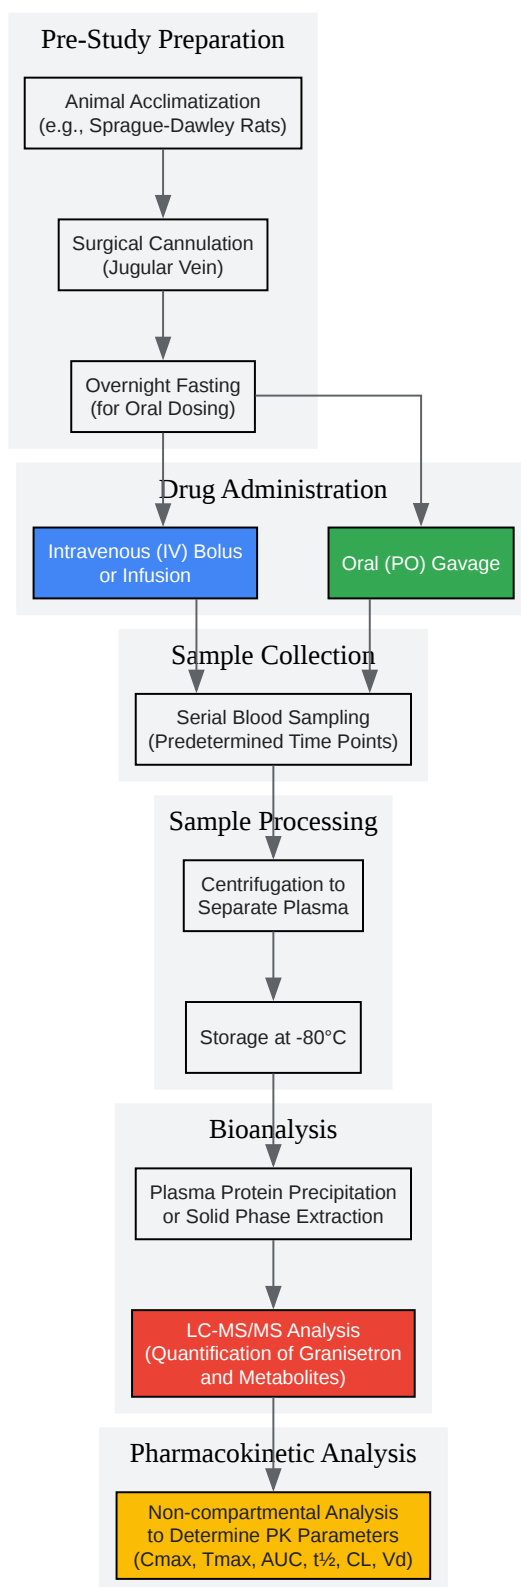 Pre-Study Preparation
Animal Acclimatization
(e.g., Sprague-Dawley Rats)
Surgical Cannulation
(Jugular Vein)
Overnight Fasting
(for Oral Dosing)
Drug Administration
Intravenous (IV) Bolus
or Infusion
Oral (PO) Gavage
Sample Collection
Serial Blood Sampling
(Predetermined Time Points)
Sample Processing
Centrifugation to
Separate Plasma
Storage at -80°C
Bioanalysis
Plasma Protein Precipitation
or Solid Phase Extraction
LC-MS/MS Analysis
(Quantification of Granisetron
and Metabolites)
Pharmacokinetic Analysis
Non-compartmental Analysis
to Determine PK Parameters
(Cmax, Tmax, AUC, t½, CL, Vd)